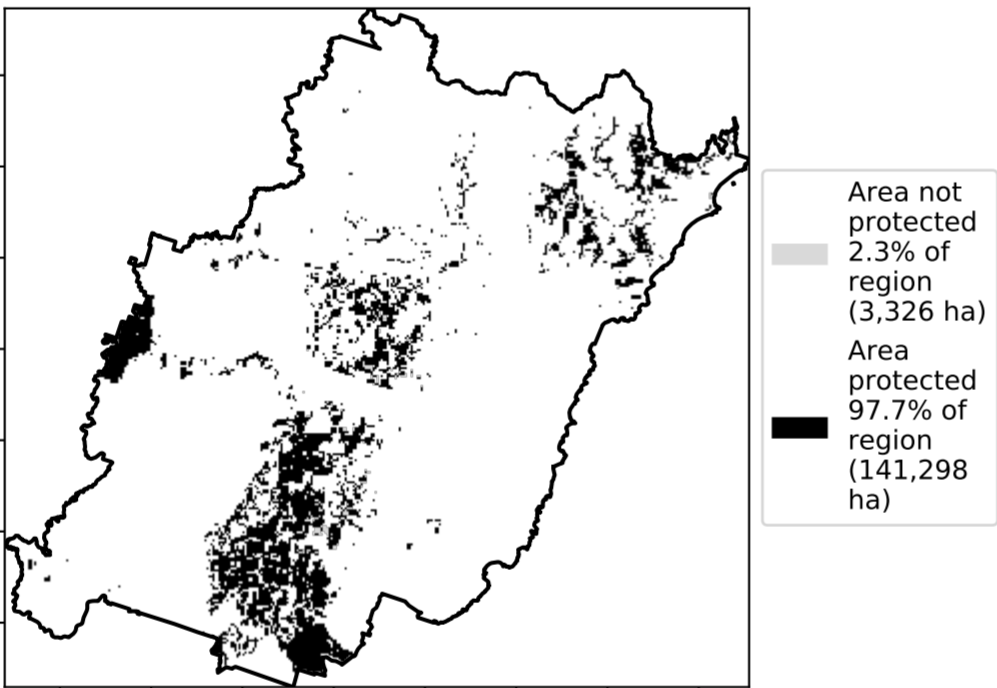 Area not
protected
2.3% of
region
(3,326 ha)
Area
protected
97.7% of
region
(141,298
ha)